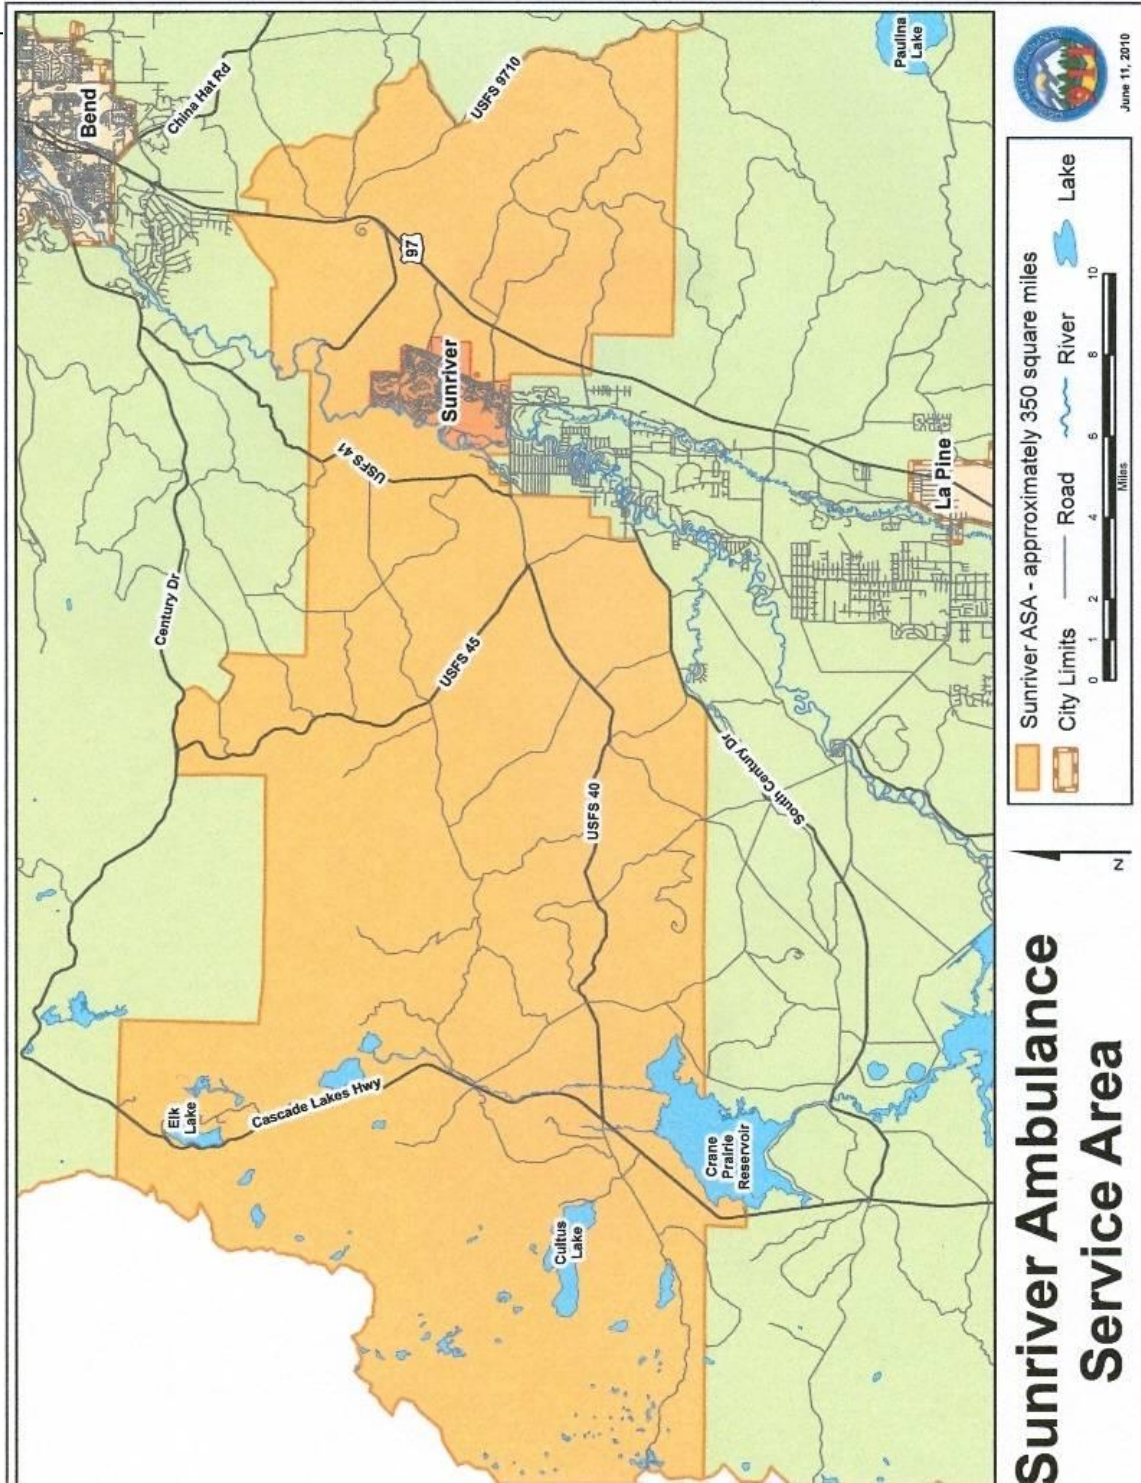 Bend
China Hat Rd
USFS 9710
Paulina
Lake
97
Sunriver
USFS 41
Century Dr
USFS 45
La Pine
USFS 40
South Century Dr
Elk
Lake
Cascade Lakes Hwy
Crane
Prairie
Reservoir
Cultus
Lake
Sunriver Ambulance
Service Area
N
Sunriver ASA - approximately 350 square miles
City Limits
Road
River
Lake
0 1 2 4 6 8 10
Miles
June 11, 2010